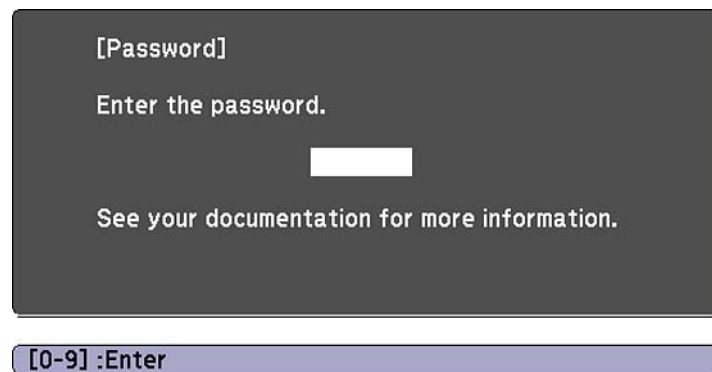 [Password]
Enter the password.
See your documentation for more information.
[0-9] :Enter